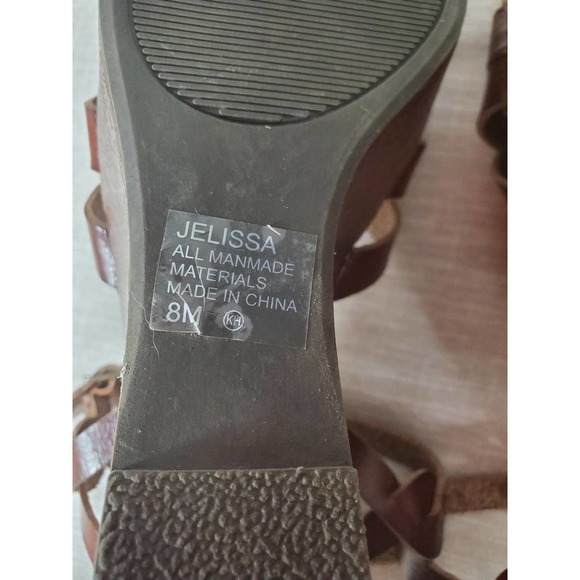 JELISSA
ALL MANMADE
MATERIALS
MADE IN CHINA
8M KH